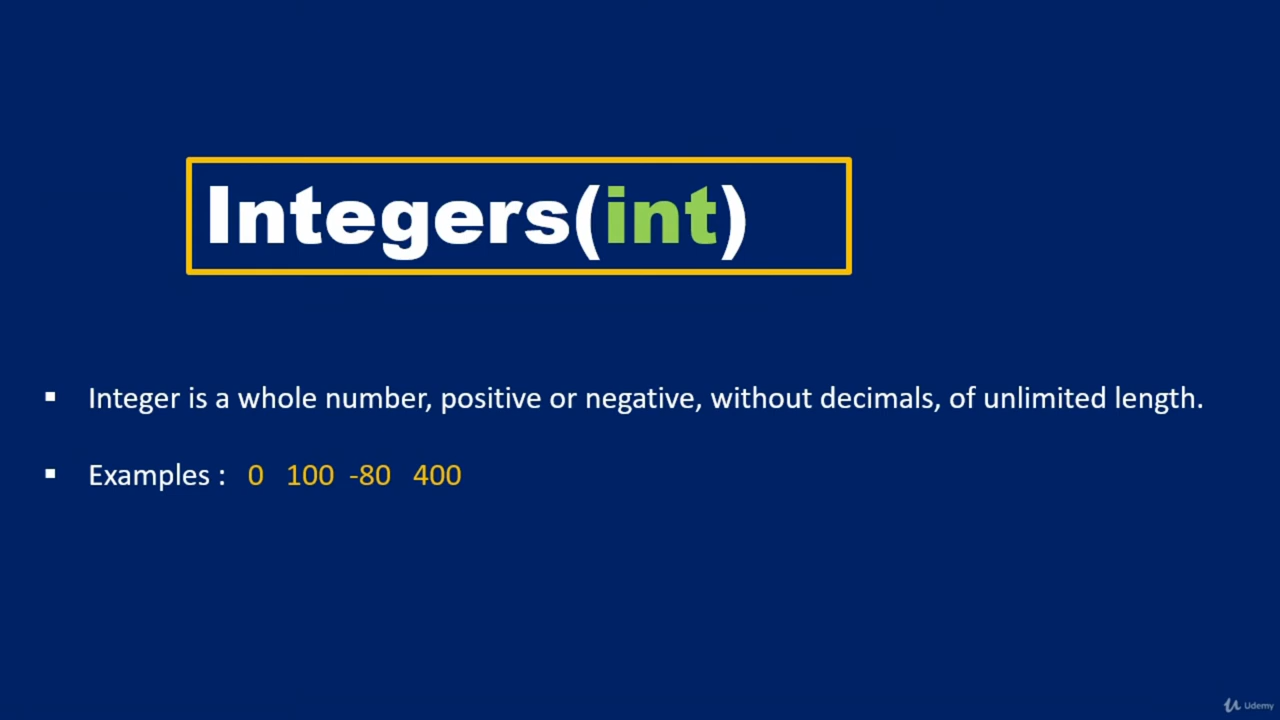 Integers(int)
▪ Integer is a whole number, positive or negative, without decimals, of unlimited length.
▪ Examples : 0 100 -80 400
Udemy